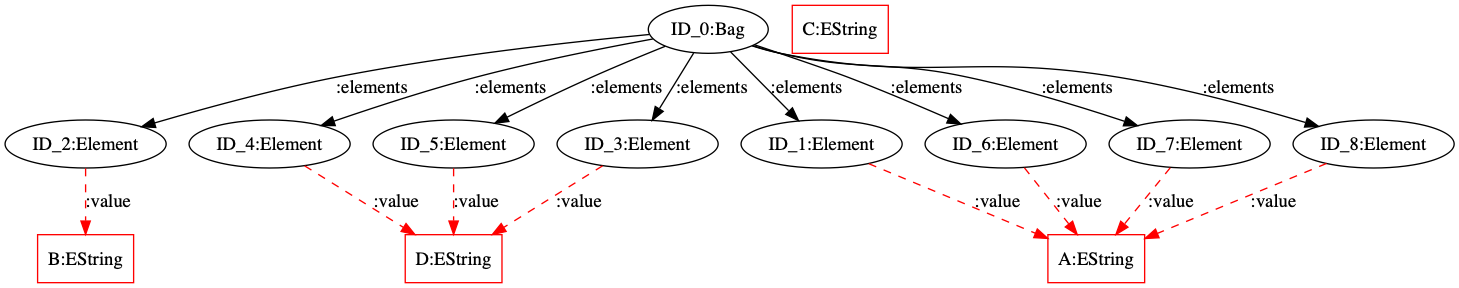 ID_0:Bag
C:EString
:elements
:elements
:elements
:elements
:elements
:elements
:elements
:elements
ID_2:Element
ID_4:Element
ID_5:Element
ID_3:Element
ID_1:Element
ID_6:Element
ID_7:Element
ID_8:Element
:value
:value
:value
:value
:value
:value
:value
:value
B:EString
D:EString
A:EString